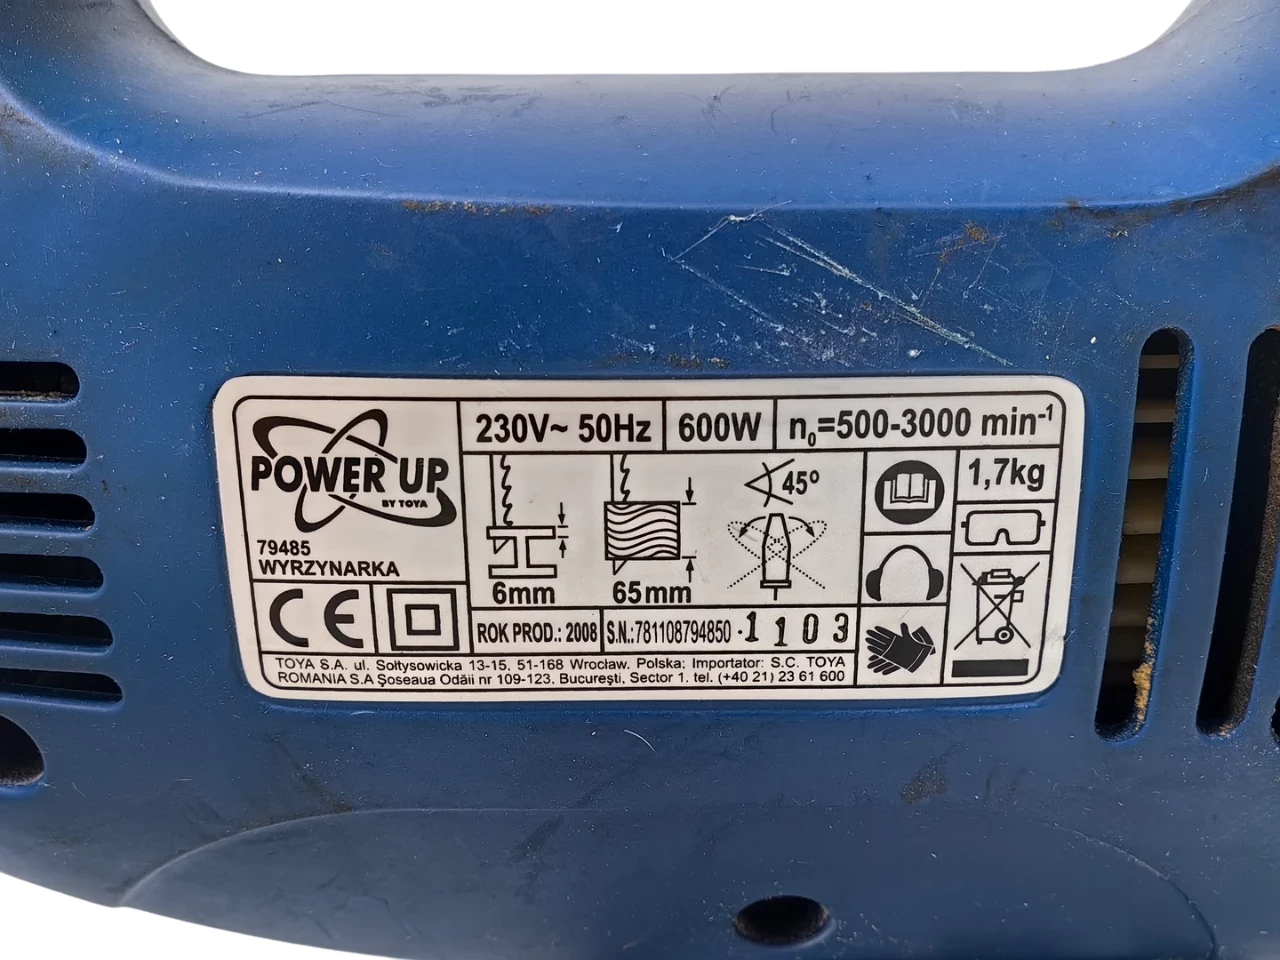 230V~ 50Hz
600W
n₀=500-3000 min⁻¹
POWER UP
BY TOYA
79485
WYRZYNARKA
6mm
65mm
45°
1,7kg
CE
ROK PROD.: 2008
S.N.:781108794850
·1103
TOYA S.A. ul. Sołtysowicka 13-15, 51-168 Wrocław. Polska; Importator: S.C. TOYA
ROMANIA S.A Şoseaua Odăii nr 109-123, Bucureşti, Sector 1. tel. (+40 21) 23 61 600